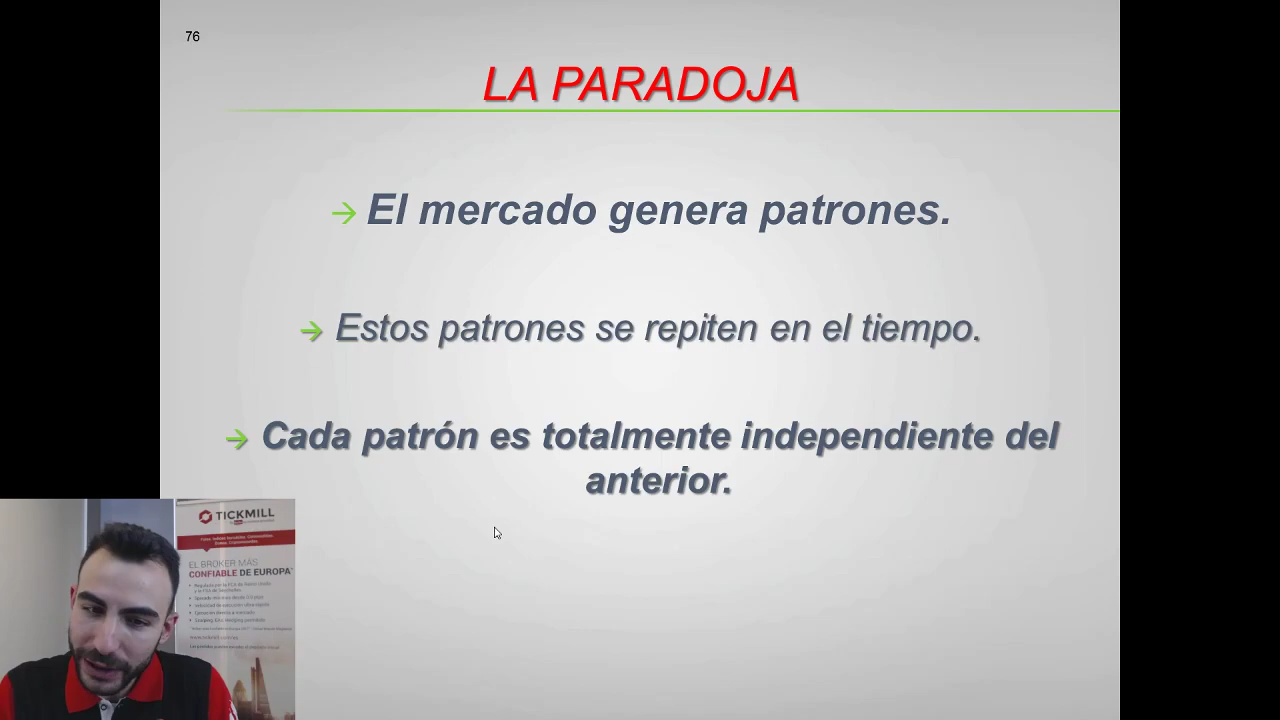 76
LA PARADOJA
→ El mercado genera patrones.
→ Estos patrones se repiten en el tiempo.
→ Cada patrón es totalmente independiente del
anterior.
TICKMILL
EL BROKER MÁS
CONFIABLE DE EUROPA*